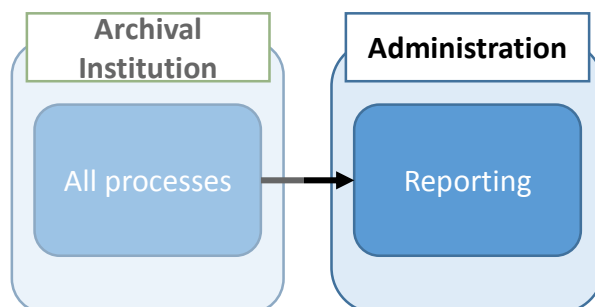 Archival
Institution
Administration
All processes
Reporting